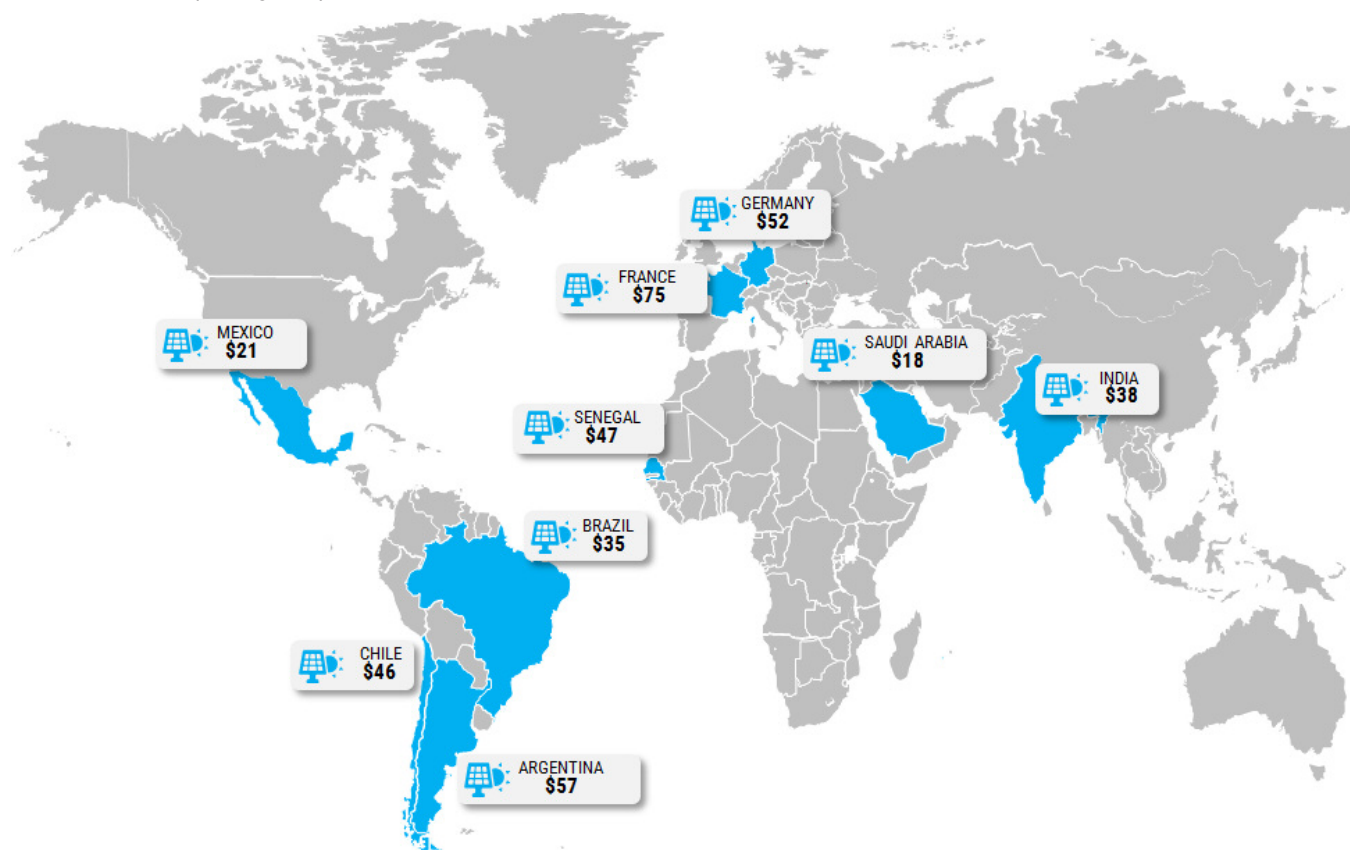 GERMANY
$52
FRANCE
$75
MEXICO
$21
SAUDI ARABIA
$18
INDIA
$38
SENEGAL
$47
BRAZIL
$35
CHILE
$46
ARGENTINA
$57